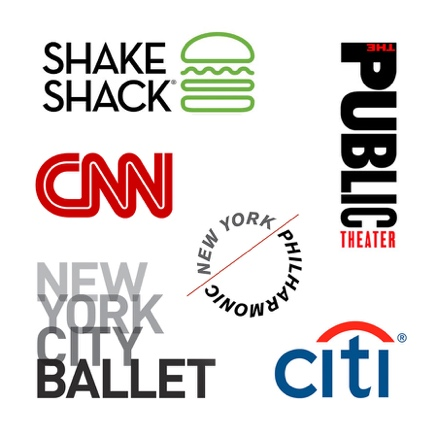 SHAKE
SHACK®
THE
PUBLIC
THEATER
CNN
NEW YORK
PHILHARMONIC
NEW
YORK
CITY
BALLET
citi®